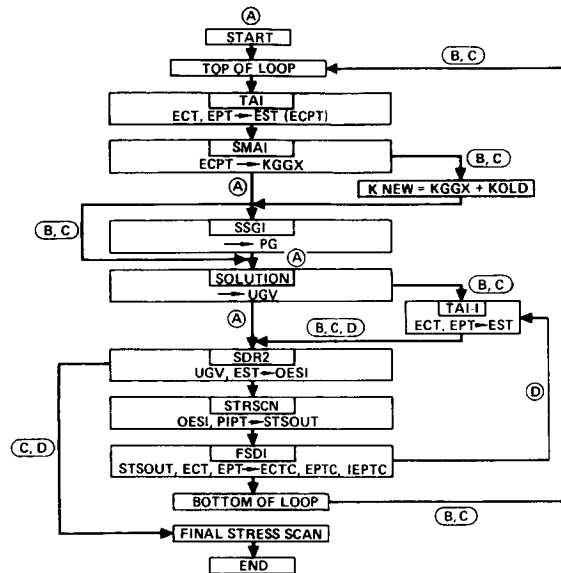 A
START
B, C
TOP OF LOOP
TAI
ECT, EPT → EST (ECPT)
SMAI
B, C
ECPT → KGGX
A
K NEW = KGGX + KOLD
B, C
SSGI
→ PG
A
SOLUTION
B, C
→ UGV
A
B, C, D
TAI-I
ECT, EPT → EST
SDR2
UGV, EST → OESI
D
STRSCN
OESI, PIPT → STSOUT
C, D
FSDI
STSOUT, ECT, EPT → ECTC, EPTC, IEPTC
BOTTOM OF LOOP
B, C
FINAL STRESS SCAN
END